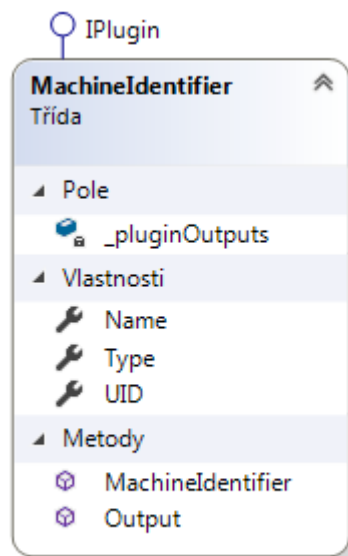 IPlugin
MachineIdentifier
Třída
Pole
_pluginOutputs
Vlastnosti
Name
Type
UID
Metody
MachineIdentifier
Output